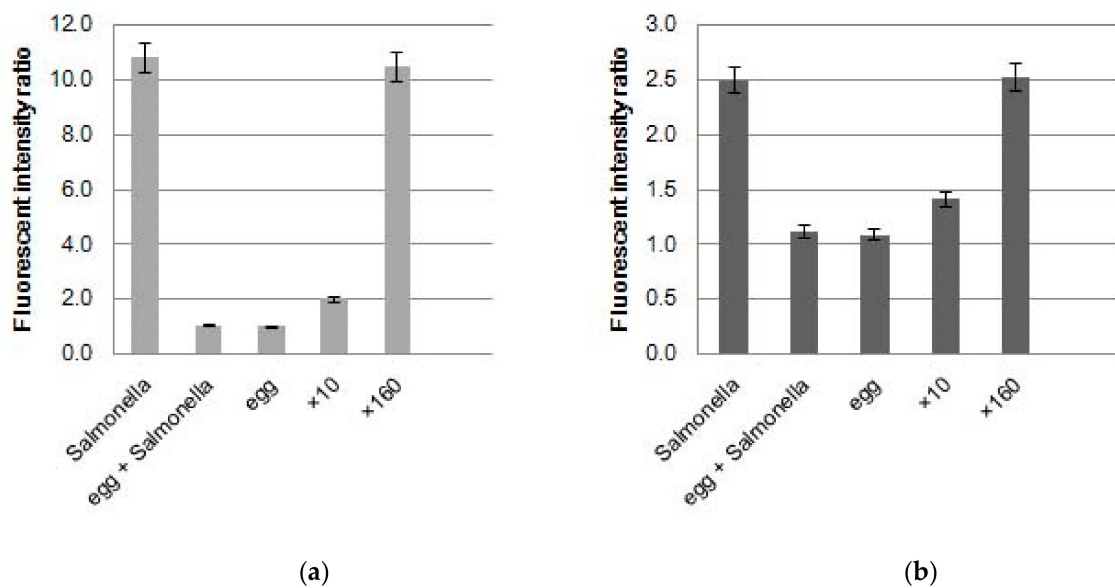 Fluorescent intensity ratio
12.0
10.0
8.0
6.0
4.0
2.0
0.0
Salmonella
egg + Salmonella
egg
×10
×160
(a)
Fluorescent intensity ratio
3.0
2.5
2.0
1.5
1.0
0.5
0.0
Salmonella
egg + Salmonella
egg
×10
×160
(b)